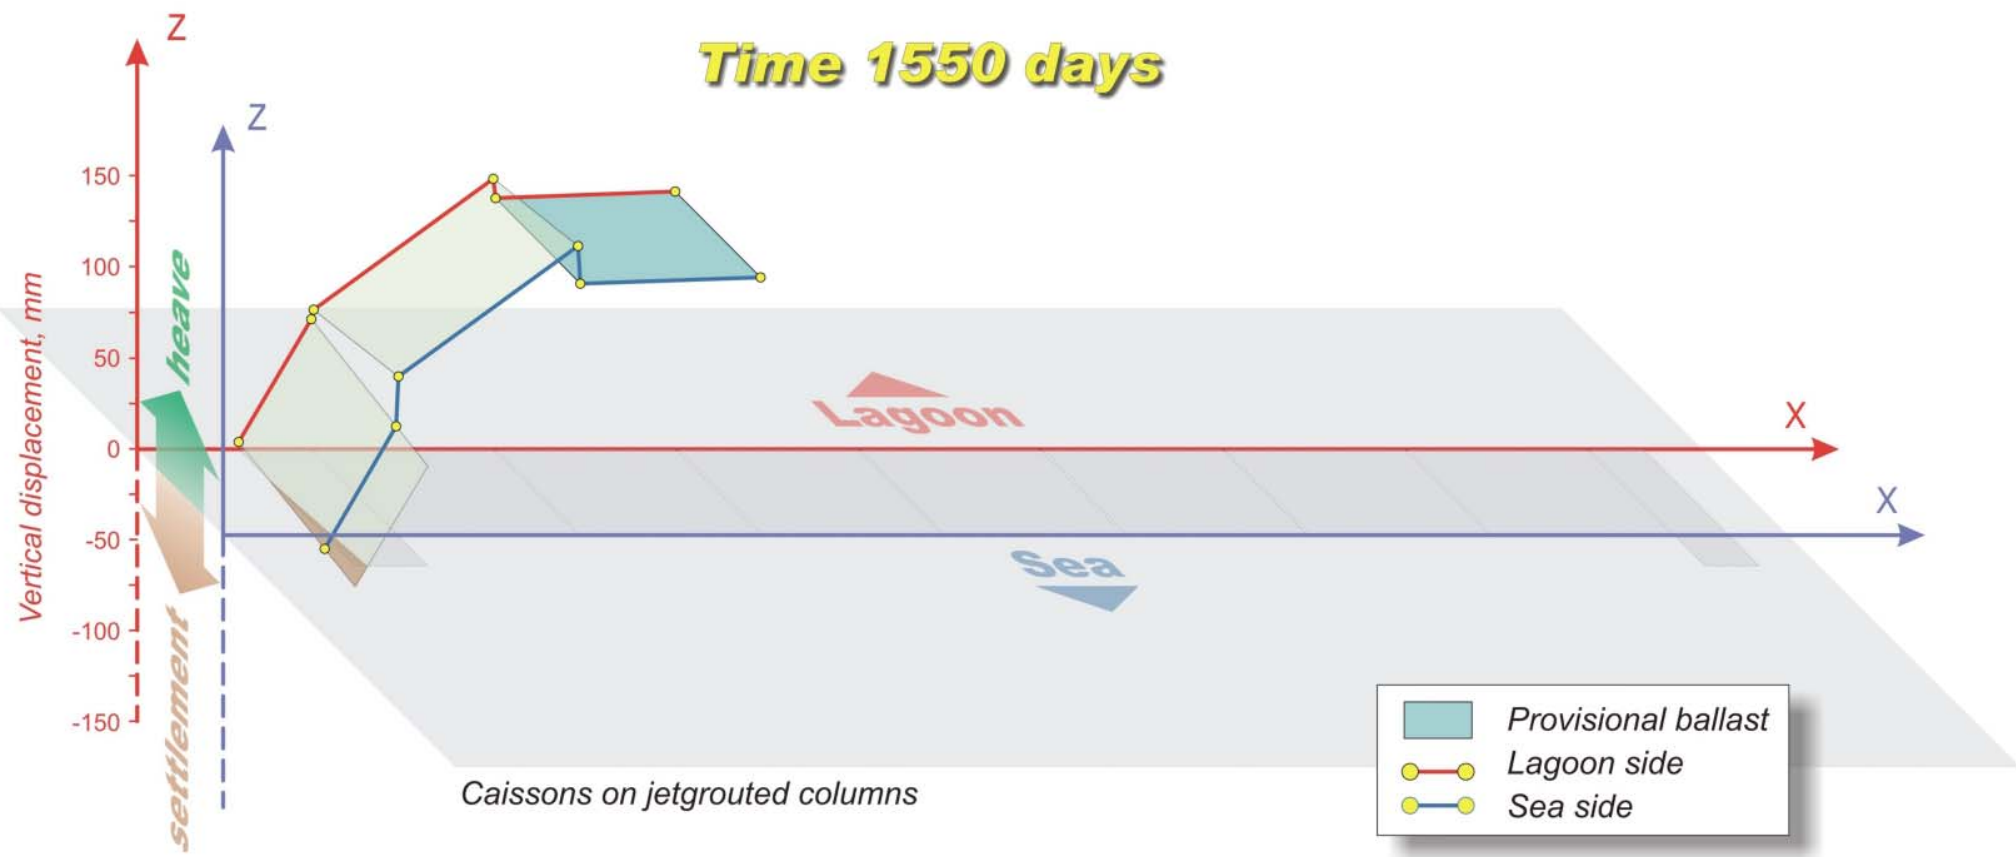 Z
Time 1550 days
Z
150
100
50
0
-50
-100
-150
Vertical displacement, mm
heave
settlement
Lagoon
X
X
Sea
Caissons on jetgrouted columns
Provisional ballast
Lagoon side
Sea side